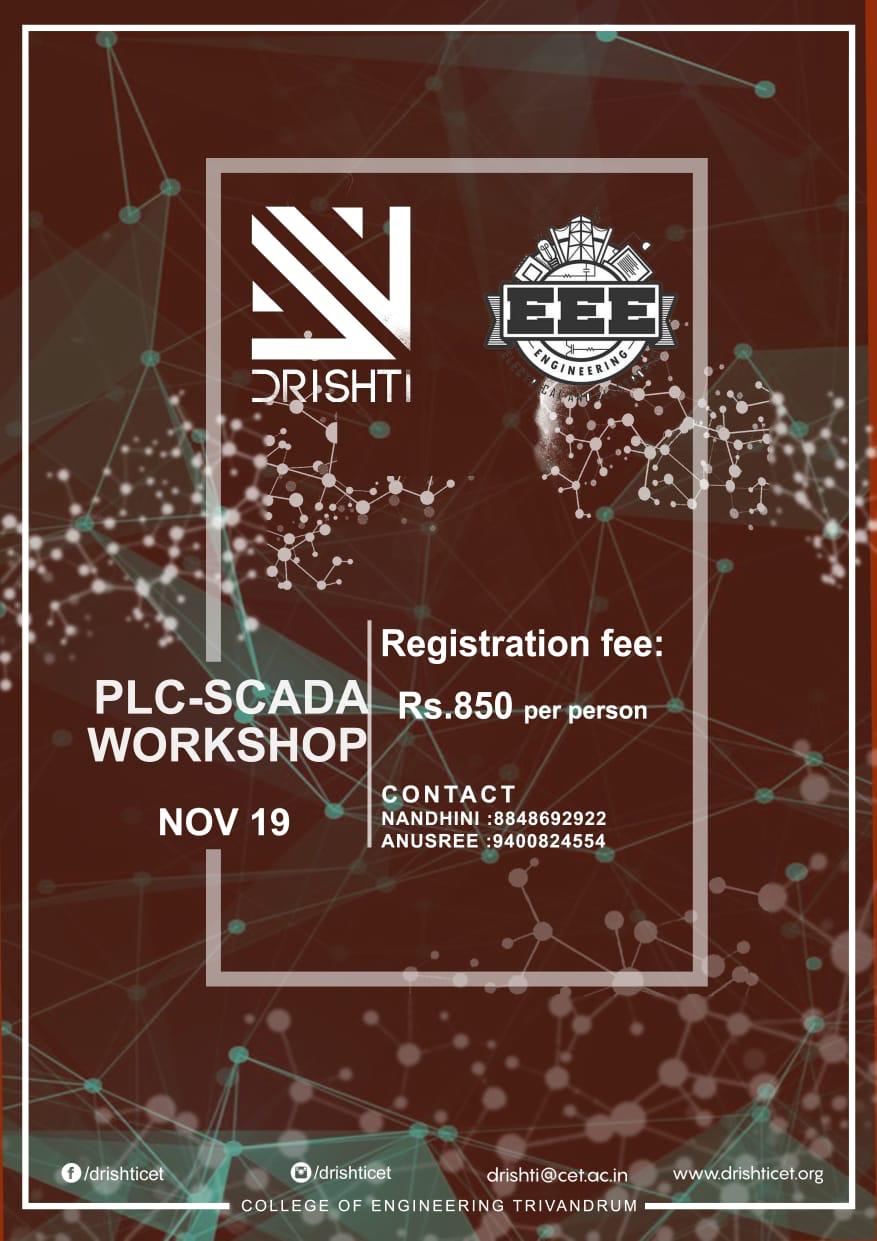 DRISHTI
EEE
ENGINEERING
PLC-SCADA
WORKSHOP
NOV 19
Registration fee:
Rs.850 per person
CONTACT
NANDHINI :8848692922
ANUSREE :9400824554
/drishticet
/drishticet
drishti@cet.ac.in
www.drishticet.org
COLLEGE OF ENGINEERING TRIVANDRUM